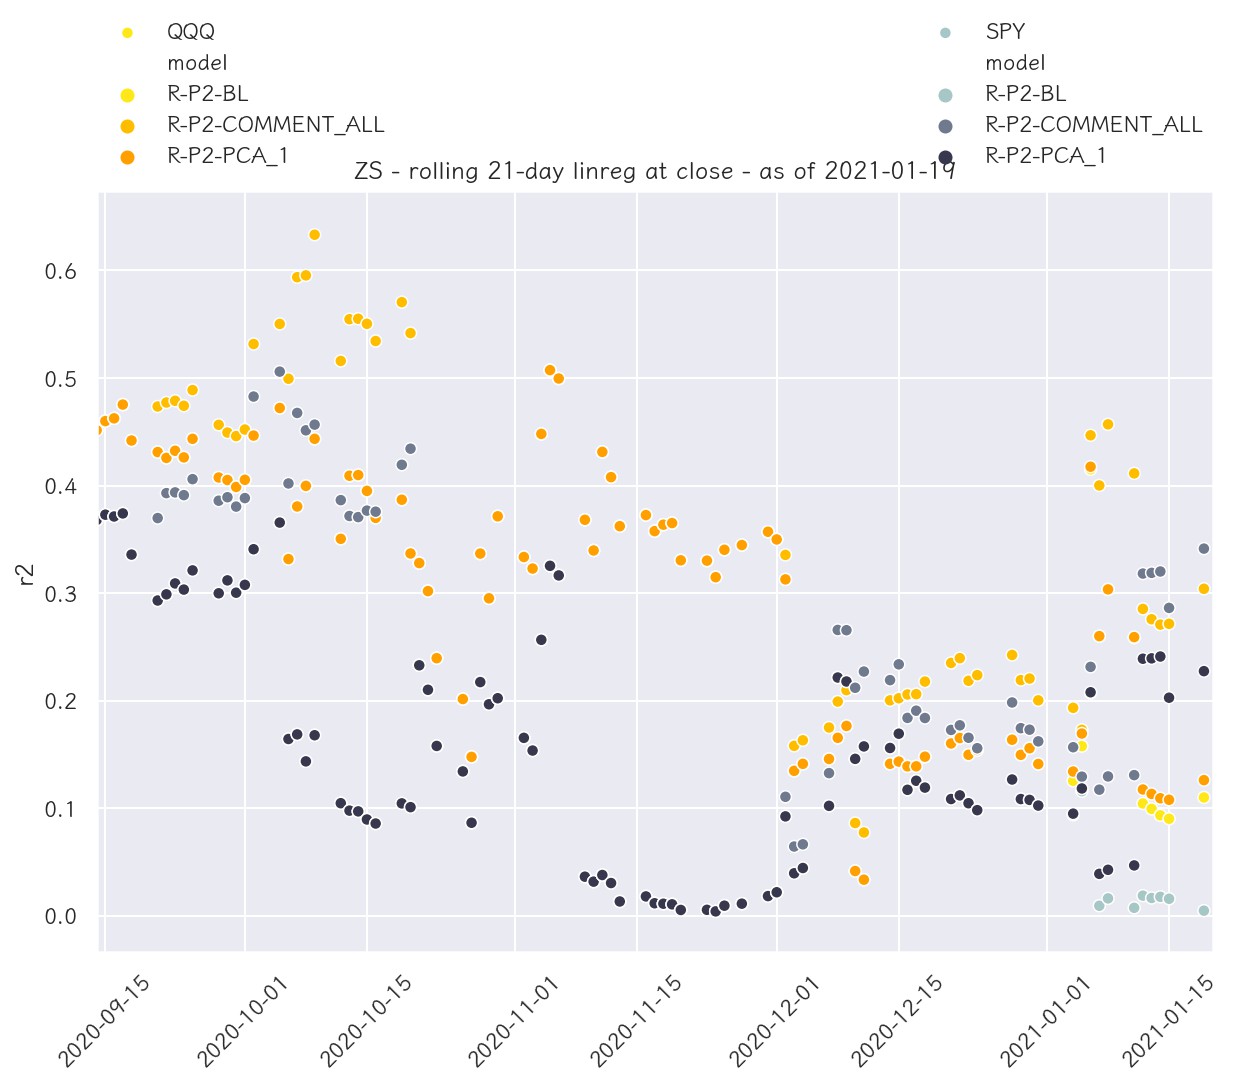 QQQ
model
R-P2-BL
R-P2-COMMENT_ALL
R-P2-PCA_1
SPY
model
R-P2-BL
R-P2-COMMENT_ALL
R-P2-PCA_1
ZS - rolling 21-day linreg at close - as of 2021-01-19
r2
0.6
0.5
0.4
0.3
0.2
0.1
0.0
2020-09-15
2020-10-01
2020-10-15
2020-11-01
2020-11-15
2020-12-01
2020-12-15
2021-01-01
2021-01-15